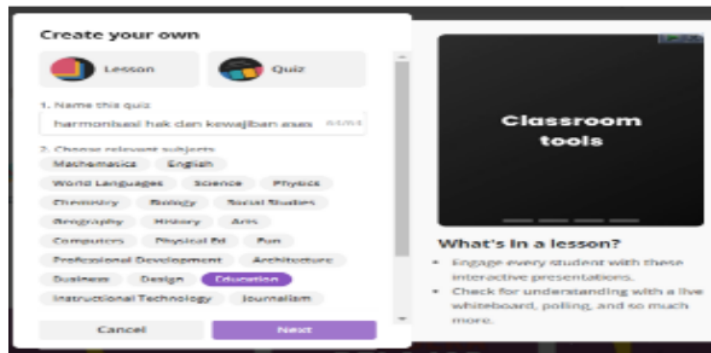 Create your own
Lesson Quiz
1. Name this quiz
harmonisasi hak dan kewajiban asas
2. Choose relevant subjects
Mathematics English
World Languages Science Physics
Chemistry Biology Social Studies
Geography History Arts
Computers Physical Ed Fun
Professional Development Architecture
Business Design Education
Instructional Technology Journalism
Cancel Next
Classroom
tools
What's in a lesson?
• Engage every student with these
interactive presentations.
• Check for understanding with a live
whiteboard, polling, and so much
more.